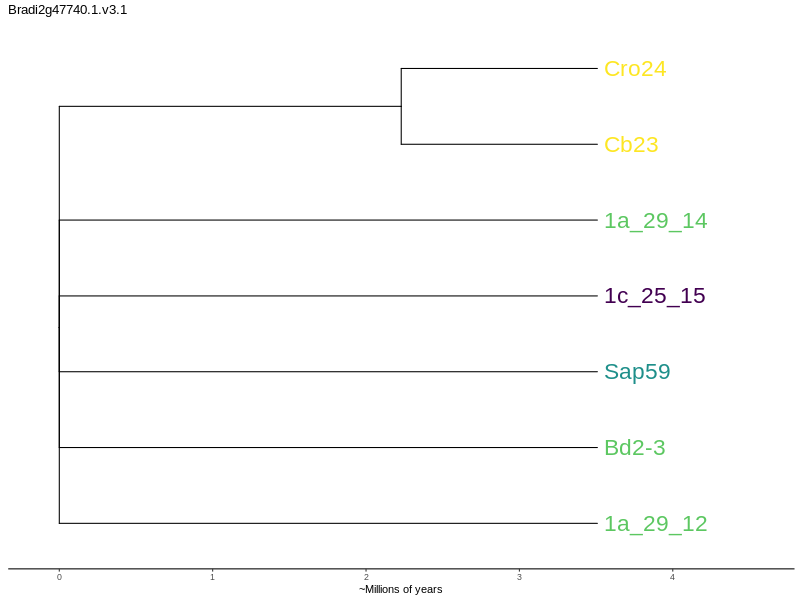 Bradi2g47740.1.v3.1
Cro24
Cb23
1a_29_14
1c_25_15
Sap59
Bd2-3
1a_29_12
0 1 2 3 4
~Millions of years